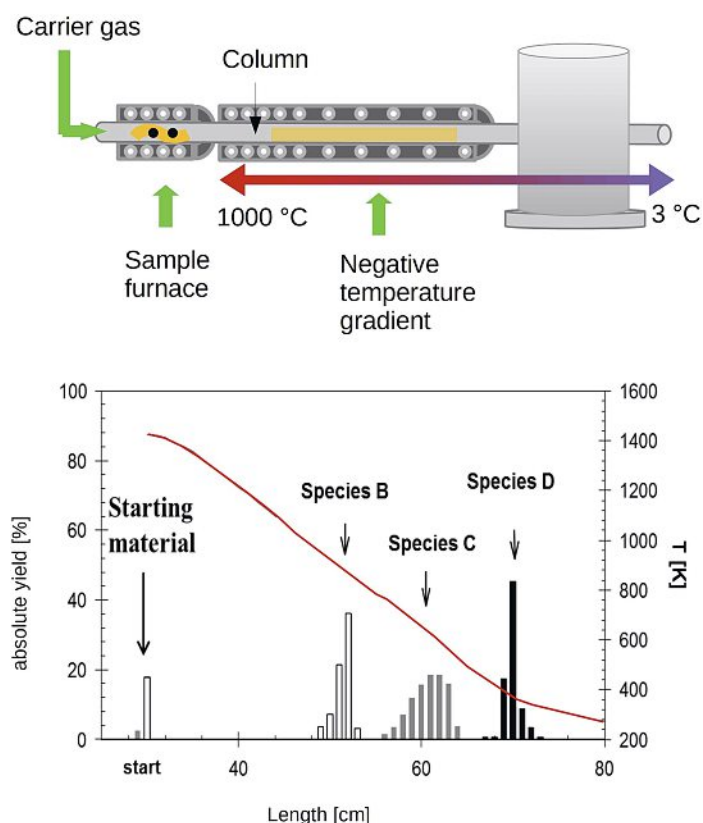 Carrier gas
Column
1000 °C
3 °C
Sample
furnace
Negative
temperature
gradient
100
80
60
40
20
0
absolute yield [%]
1600
1400
1200
1000
800
600
400
200
T [K]
Starting
material
Species B
Species C
Species D
start
40
60
80
Length [cm]